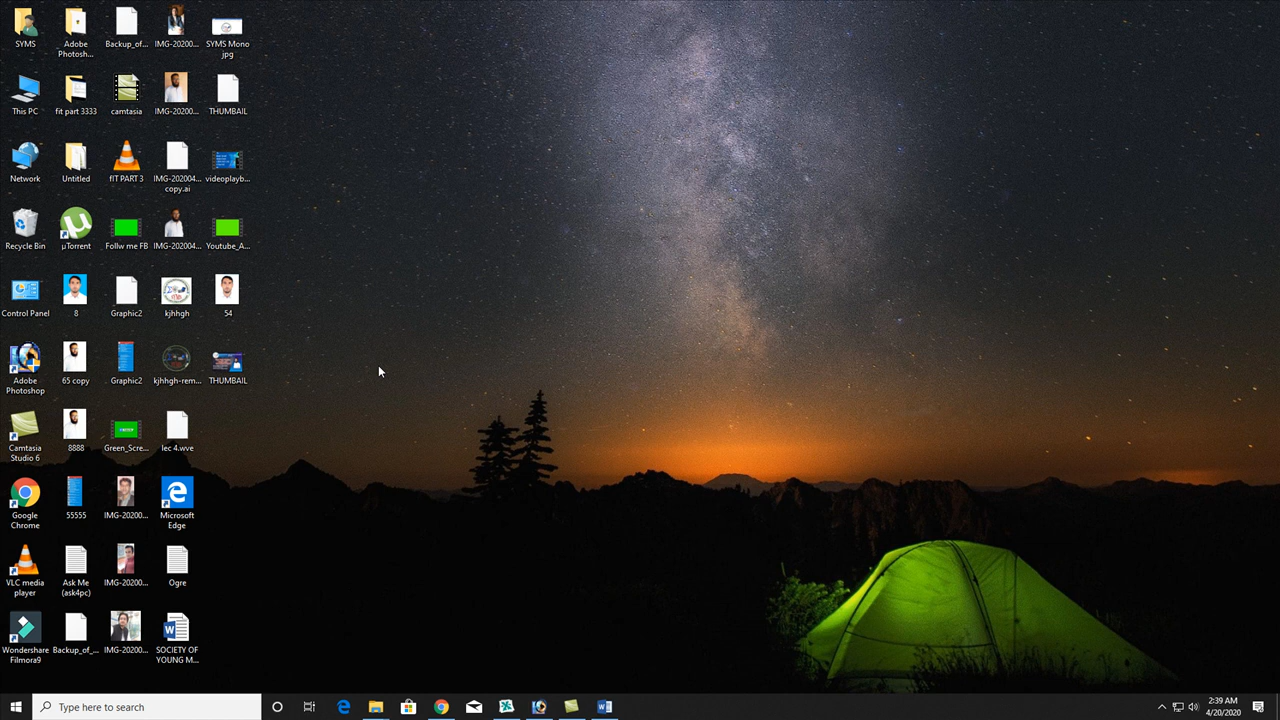 SYMS
Adobe
Photosh...
Backup_of...
IMG-20200...
SYMS Mono
jpg
This PC
fit part 3333
camtasia
IMG-20200...
THUMBAIL
Network
Untitled
fIT PART 3
IMG-202004...
copy.ai
videoplayb...
Recycle Bin
µTorrent
Follw me FB
IMG-202004...
Youtube_A...
Control Panel
8
Graphic2
kjhhgh
54
Adobe
Photoshop
65 copy
Graphic2
kjhhgh-rem...
THUMBAIL
Camtasia
Studio 6
8888
Green_Scre...
lec 4.wve
Google
Chrome
55555
IMG-20200...
Microsoft
Edge
VLC media
player
Ask Me
(ask4pc)
IMG-20200...
Ogre
Wondershare
Filmora9
Backup_of_...
IMG-20200...
SOCIETY OF
YOUNG M...
Type here to search
2:39 AM
4/20/2020